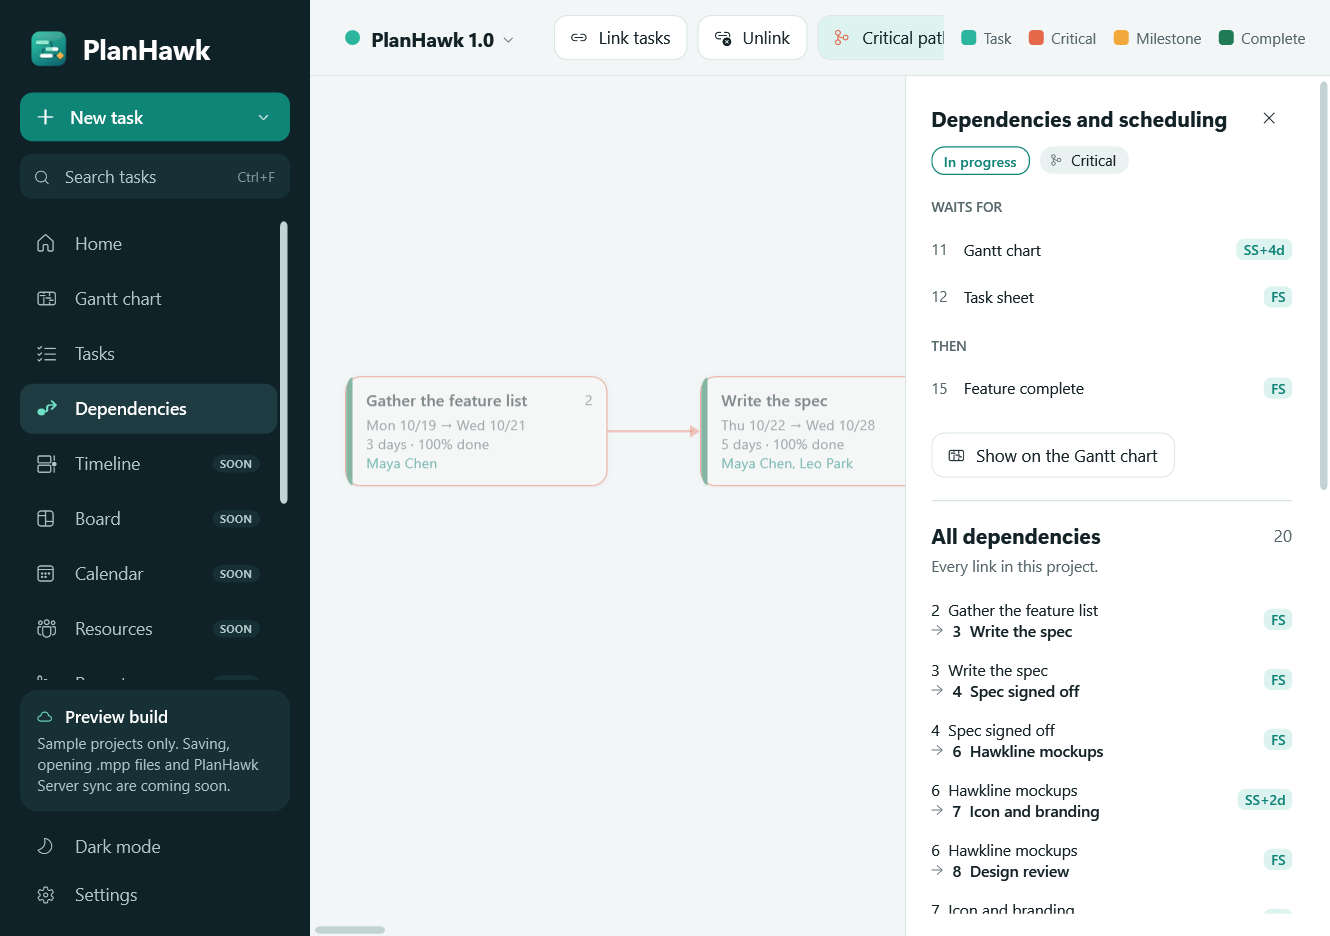 PlanHawk
New task
Search tasks Ctrl+F
Home
Gantt chart
Tasks
Dependencies
Timeline SOON
Board SOON
Calendar SOON
Resources SOON
Preview build
Sample projects only. Saving,
opening .mpp files and PlanHawk
Server sync are coming soon.
Dark mode
Settings
PlanHawk 1.0
Link tasks
Unlink
Critical path
Task
Critical
Milestone
Complete
Gather the feature list 2
Mon 10/19 → Wed 10/21
3 days · 100% done
Maya Chen
Write the spec
Thu 10/22 → Wed 10/28
5 days · 100% done
Maya Chen, Leo Park
Dependencies and scheduling
In progress
Critical
WAITS FOR
11 Gantt chart SS+4d
12 Task sheet FS
THEN
15 Feature complete FS
Show on the Gantt chart
All dependencies 20
Every link in this project.
2 Gather the feature list
→ 3 Write the spec FS
3 Write the spec
→ 4 Spec signed off FS
4 Spec signed off
→ 6 Hawkline mockups FS
6 Hawkline mockups
→ 7 Icon and branding SS+2d
6 Hawkline mockups
→ 8 Design review FS
7 Icon and branding